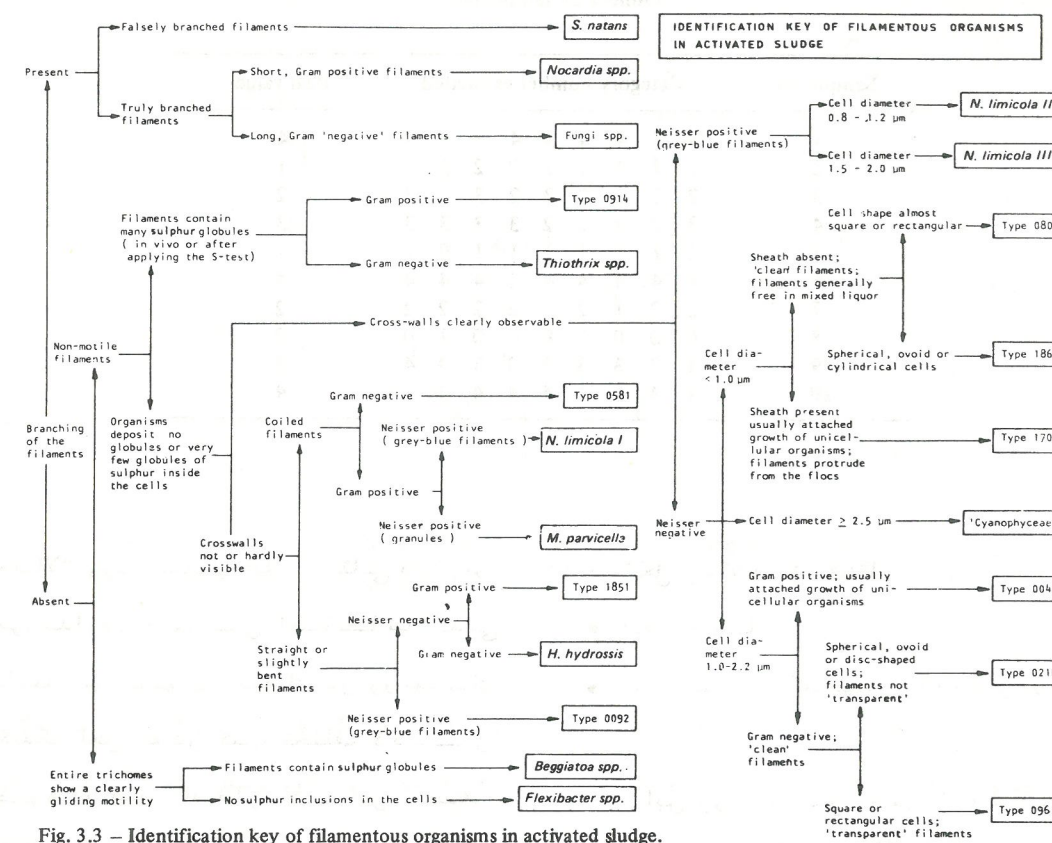 IDENTIFICATION KEY OF FILAMENTOUS ORGANISMS
IN ACTIVATED SLUDGE
Present
Falsely branched filaments
S. natans
Truly branched
filaments
Short, Gram positive filaments
Nocardia spp.
Long, Gram 'negative' filaments
Fungi spp.
Branching
of the
filaments
Absent
Non-motile
filaments
Filaments contain
many sulphur globules
( in vivo or after
applying the S-test)
Gram positive
Type 0914
Gram negative
Thiothrix spp.
Organisms
deposit no
globules or very
few globules of
sulphur inside
the cells
Cross-walls clearly observable
Crosswalls
not or hardly
visible
Coiled
filaments
Gram negative
Type 0581
Gram positive
Neisser positive
( grey-blue filaments )
N. limicola I
Neisser positive
( granules )
M. parvicella
Straight or
slightly
bent
filaments
Neisser negative
Gram positive
Type 1851
Gram negative
H. hydrossis
Neisser positive
(grey-blue filaments)
Type 0092
Entire trichomes
show a clearly
gliding motility
Filaments contain sulphur globules
Beggiatoa spp.
No sulphur inclusions in the cells
Flexibacter spp.
Neisser positive
(grey-blue filaments)
Cell diameter
0.8 - 1.2 µm
N. limicola II
Cell diameter
1.5 - 2.0 µm
N. limicola III
Neisser
negative
Cell dia-
meter
< 1.0 µm
Sheath absent;
'clean' filaments;
filaments generally
free in mixed liquor
Cell shape almost
square or rectangular
Type 080
Spherical, ovoid or
cylindrical cells
Type 186
Sheath present
usually attached
growth of unicel-
lular organisms;
filaments protrude
from the flocs
Type 170
Cell diameter ≥ 2.5 µm
'Cyanophyceae
Cell dia-
meter
1.0-2.2 µm
Gram positive; usually
attached growth of uni-
cellular organisms
Type 004
Gram negative;
'clean'
filaments
Spherical, ovoid
or disc-shaped
cells;
filaments not
'transparent'
Type 021
Square or
rectangular cells;
'transparent' filaments
Type 096
Fig. 3.3 – Identification key of filamentous organisms in activated sludge.